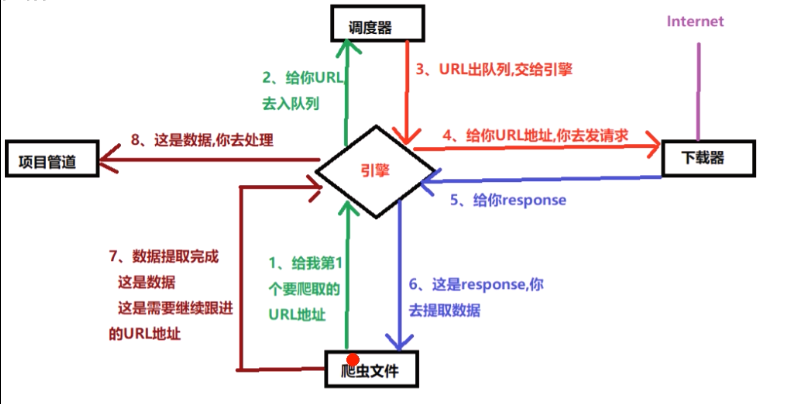 Internet
调度器
2、给你URL,
去入队列
3、URL出队列,交给引擎
8、这是数据,你去处理
4、给你URL地址,你去发请求
项目管道
引擎
下载器
5、给你response
7、数据提取完成
这是数据
这是需要继续跟进
的URL地址
1、给我第1
个要爬取的
URL地址
6、这是response,你
去提取数据
爬虫文件